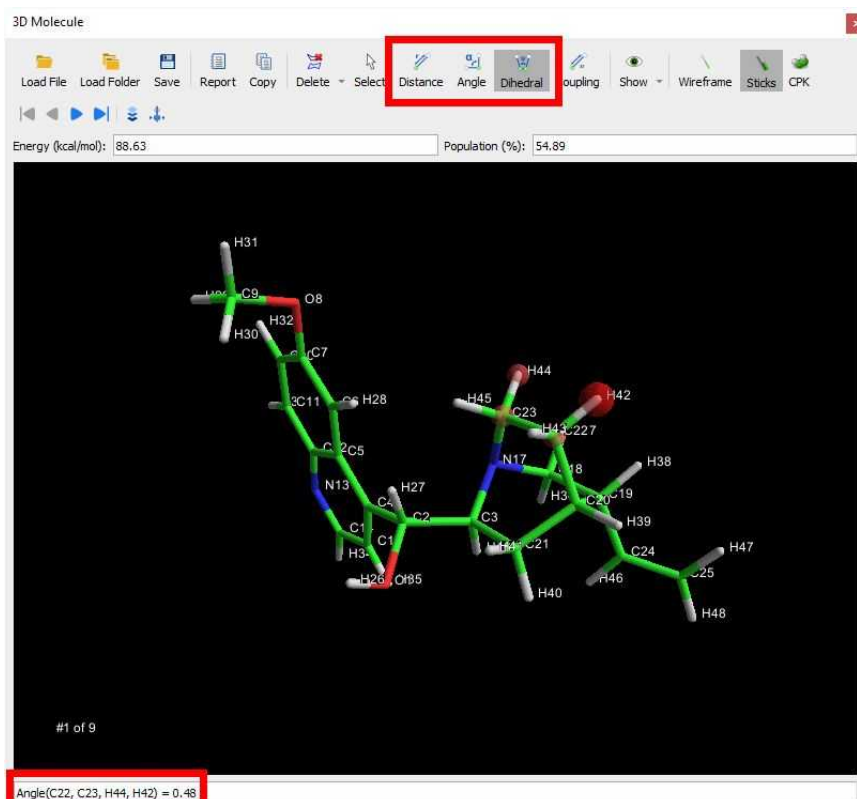 3D Molecule
Load File Load Folder Save Report Copy Delete Select Distance Angle Dihedral oupling Show Wireframe Sticks CPK
Energy (kcal/mol): 88.63 Population (%): 54.89
H31
C9
O8
H32
H30
C7
C11
H28
C5
N13
H27
C2
H26
H44
H45
C23
H42
H43
N17
H38
C19
C20
H39
C3
C21
H40
C24
H46
C25
H47
H48
#1 of 9
Angle(C22, C23, H44, H42) = 0.48